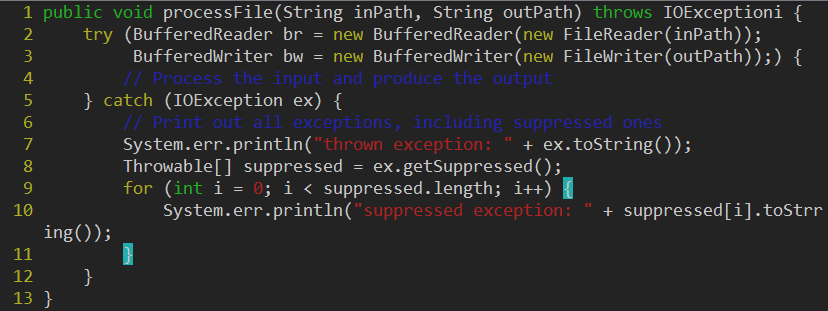 1 public void processFile(String inPath, String outPath) throws IOExceptioni {
2     try (BufferedReader br = new BufferedReader(new FileReader(inPath));
3          BufferedWriter bw = new BufferedWriter(new FileWriter(outPath));) {
4         // Process the input and produce the output
5     } catch (IOException ex) {
6         // Print out all exceptions, including suppressed ones
7         System.err.println("thrown exception: " + ex.toString());
8         Throwable[] suppressed = ex.getSuppressed();
9         for (int i = 0; i < suppressed.length; i++) {
10             System.err.println("suppressed exception: " + suppressed[i].toStrr
ing());
11         }
12     }
13 }